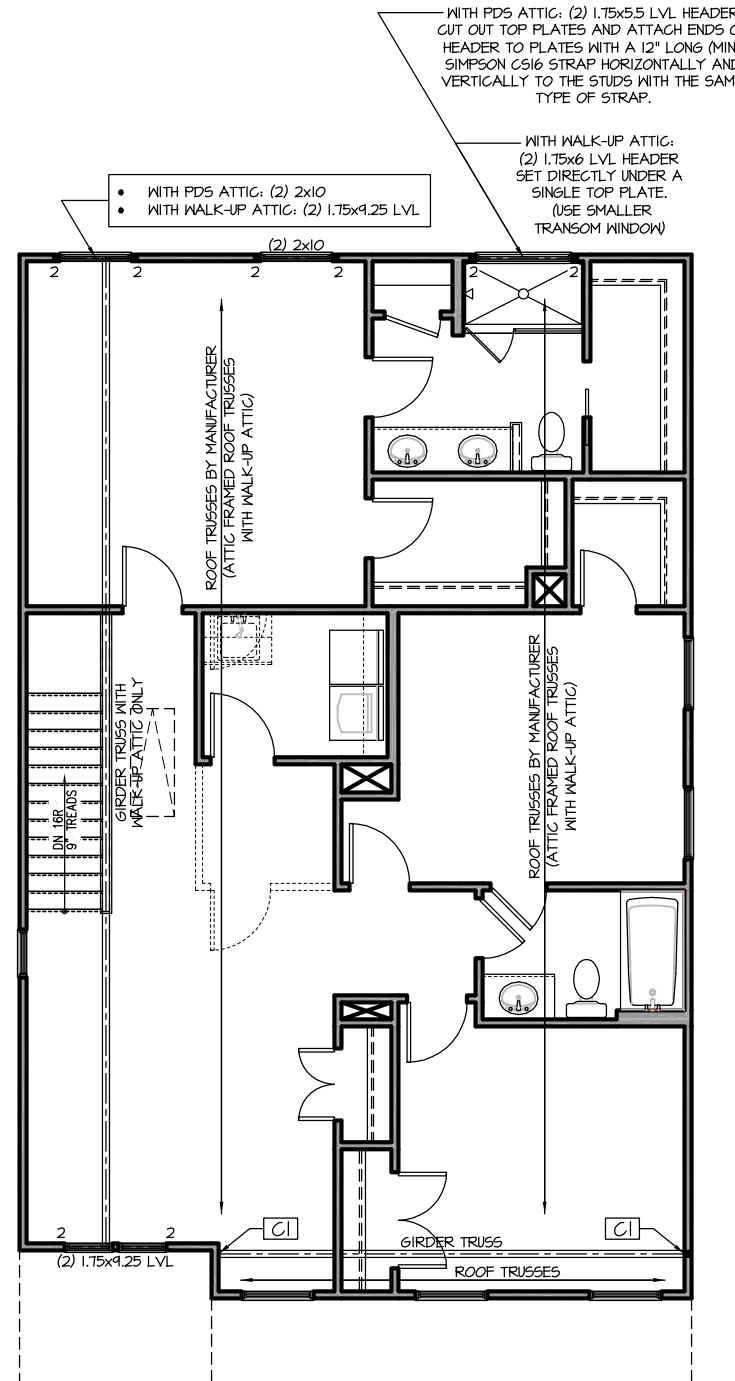 WITH PDS ATTIC: (2) 1.75x5.5 LVL HEADER
CUT OUT TOP PLATES AND ATTACH ENDS
HEADER TO PLATES WITH A 12" LONG (MIN
SIMPSON CS16 STRAP HORIZONTALLY AND
VERTICALLY TO THE STUDS WITH THE SAM
TYPE OF STRAP.
WITH WALK-UP ATTIC:
(2) 1.75x6 LVL HEADER
SET DIRECTLY UNDER A
SINGLE TOP PLATE.
(USE SMALLER
TRANSOM WINDOW)
• WITH PDS ATTIC: (2) 2x10
• WITH WALK-UP ATTIC: (2) 1.75x9.25 LVL
(2) 2x10
2 2 2 2 2 2
ROOF TRUSSES BY MANUFACTURER
(ATTIC FRAMED ROOF TRUSSES
WITH WALK-UP ATTIC)
GIRDER TRUSS WITH
WALK-UP ATTIC ONLY
DN 16R
9" TREADS
ROOF TRUSSES BY MANUFACTURER
(ATTIC FRAMED ROOF TRUSSES
WITH WALK-UP ATTIC)
2 2
(2) 1.75x9.25 LVL
C1
C1
GIRDER TRUSS
ROOF TRUSSES